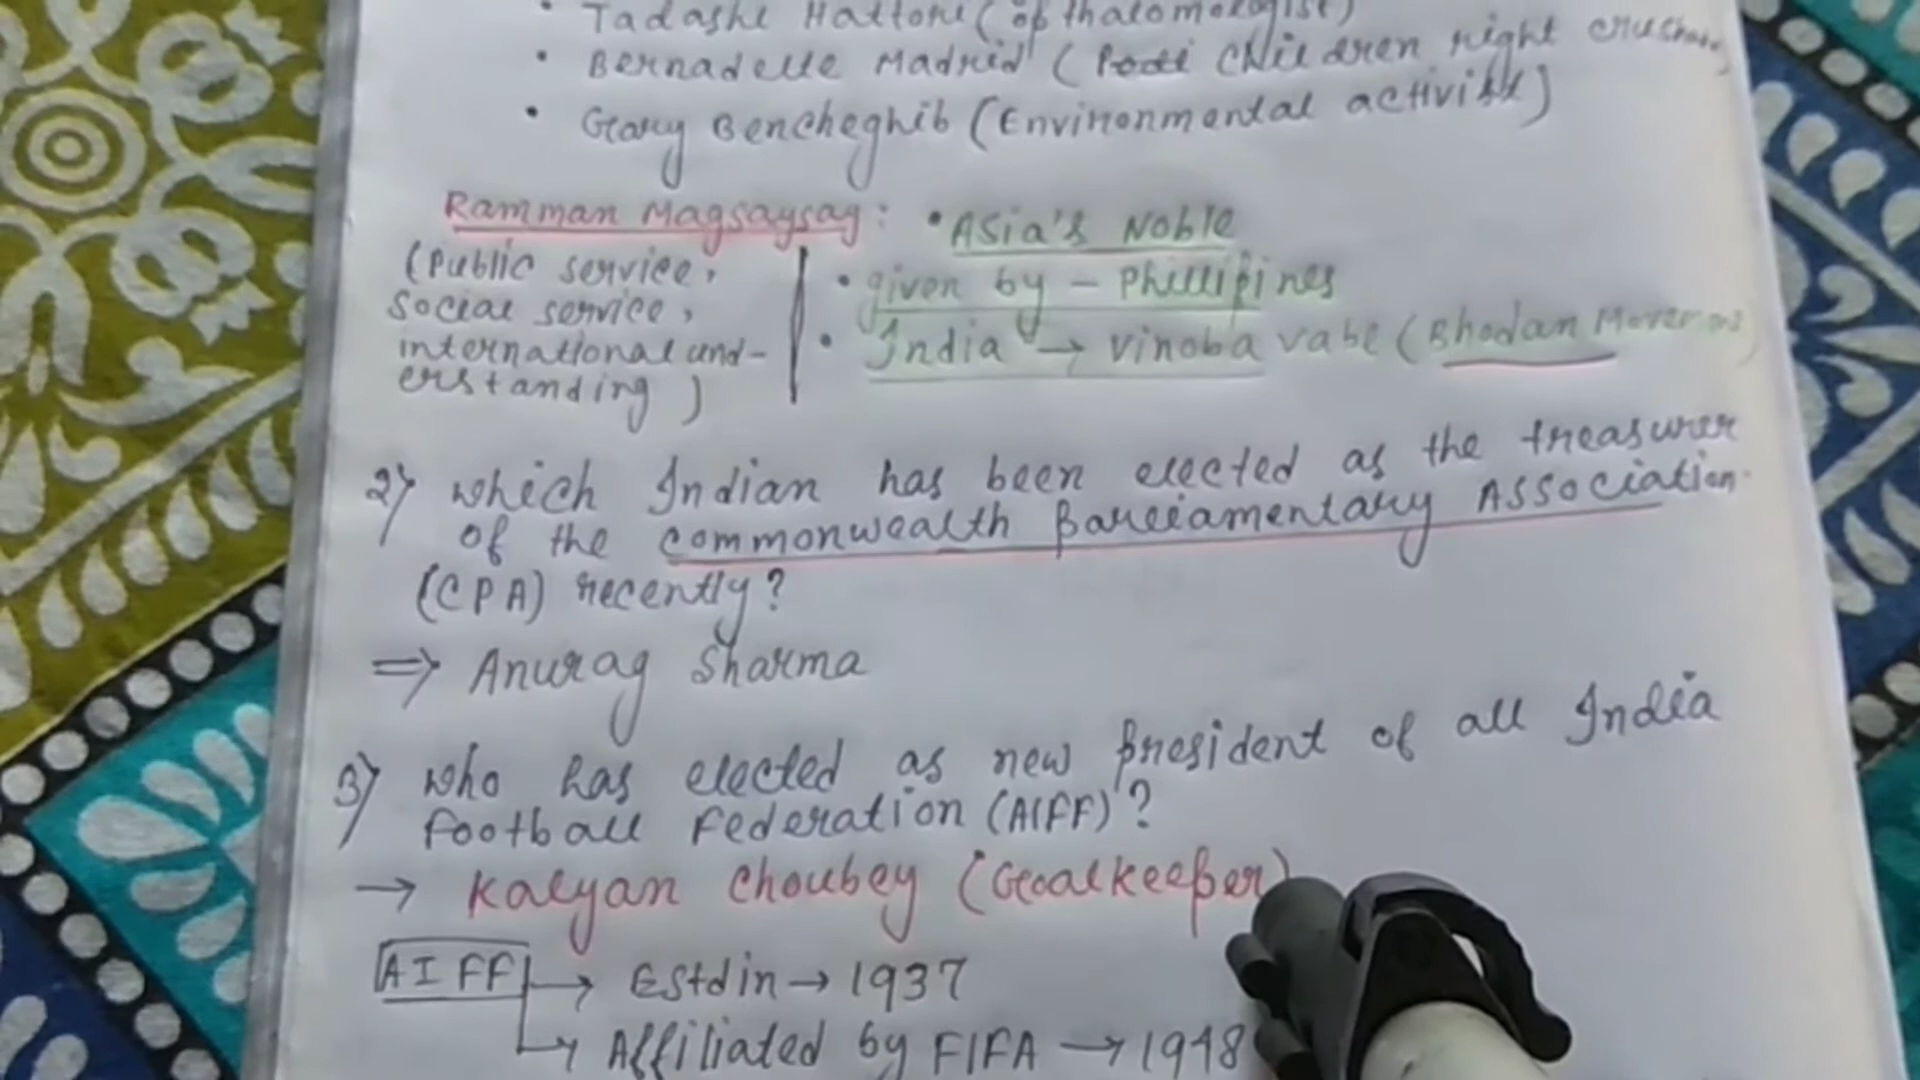 • Tadashi Hattori (opthalomologist)
• Bernadette Madrid ( Children right crusader)
• Gary Bencheghib (Environmental activist)
Ramman Magsaysay: • Asia's Noble
(Public service,
social service,
international und-
erstanding )
• given by - Phillipines
• India → vinoba vabe (Bhodan Movement)
2) which Indian has been elected as the treasurer
of the commonwealth Parliamentary Association
(CPA) recently?
⇒ Anurag Sharma
3) who has elected as new president of all India
football Federation (AIFF)?
→ Kalyan Choubey (Goalkeeper)
AIFF → Estd in → 1937
→ Affiliated by FIFA → 1948